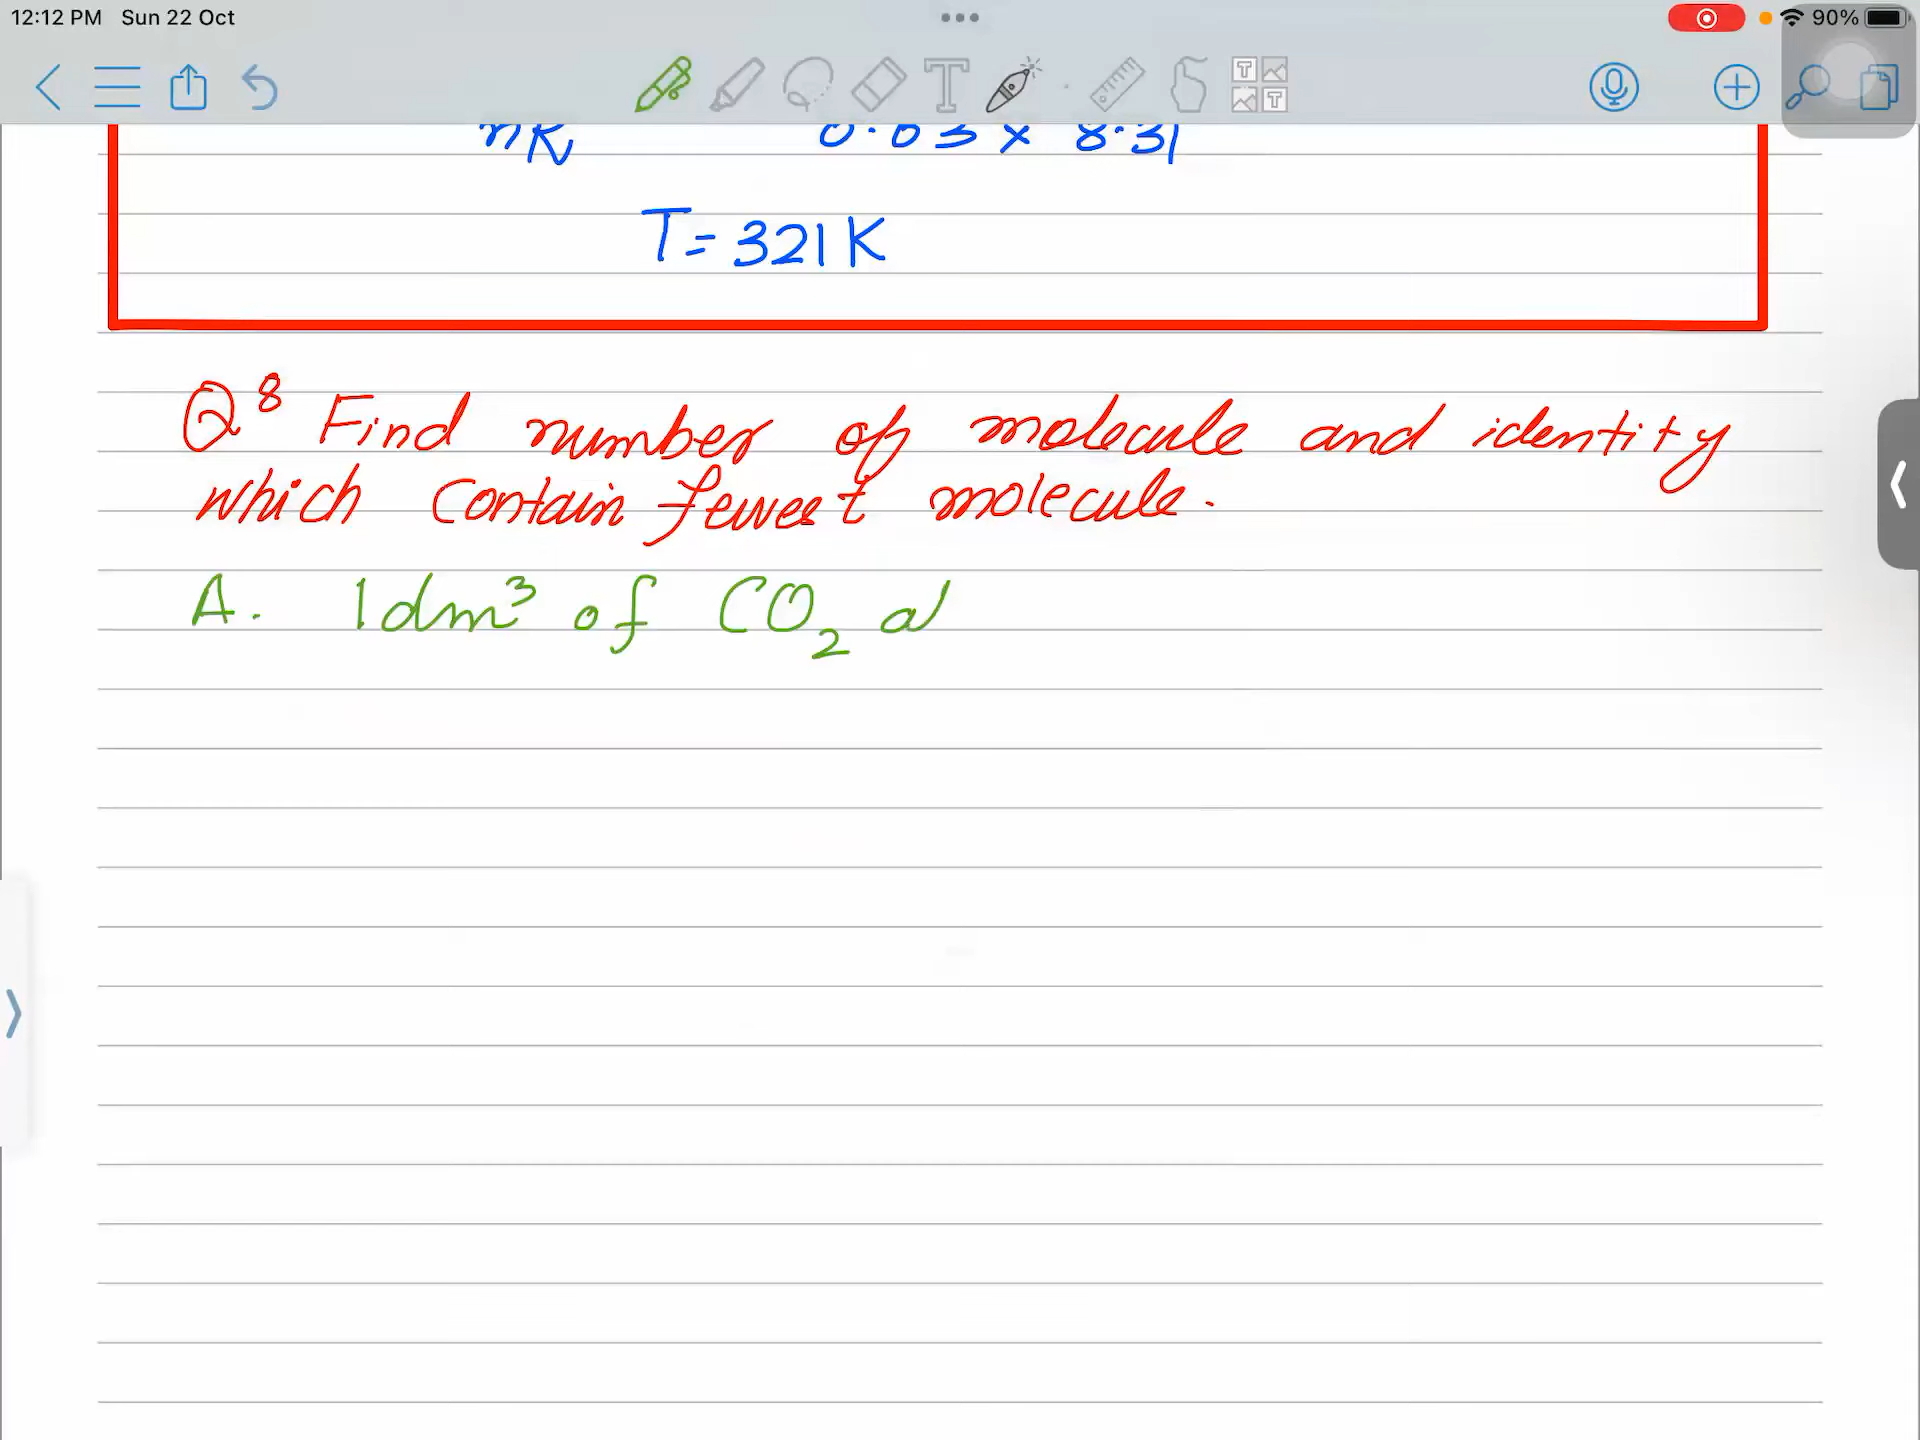 12:12 PM Sun 22 Oct
90%
nR 0.03 x 8.31
T = 321 K
Q8 Find number of molecule and identity
which contain fewest molecule.
A. 1dm³ of CO₂ a